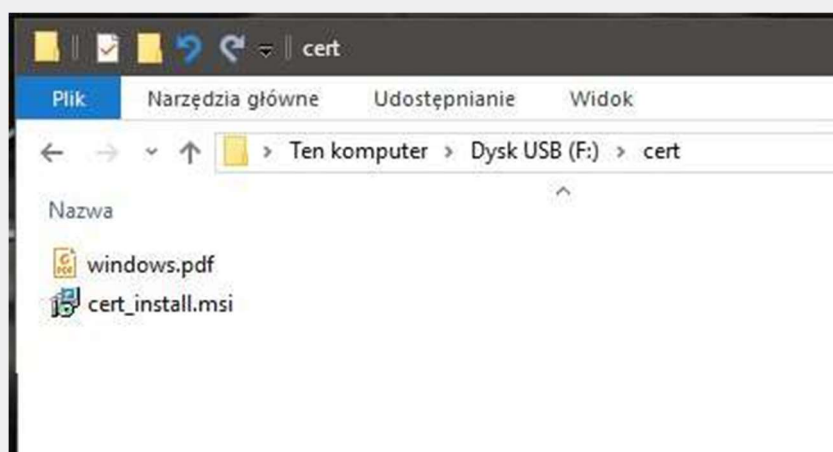 cert
Plik Narzędzia główne Udostępnianie Widok
Ten komputer > Dysk USB (F:) > cert
Nazwa
windows.pdf
cert_install.msi